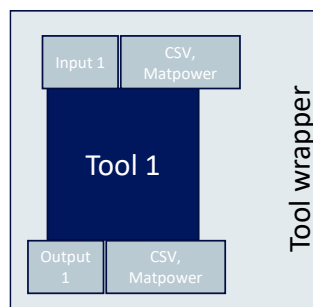 Input 1
CSV,
Matpower
Tool 1
Tool wrapper
Output
1
CSV,
Matpower